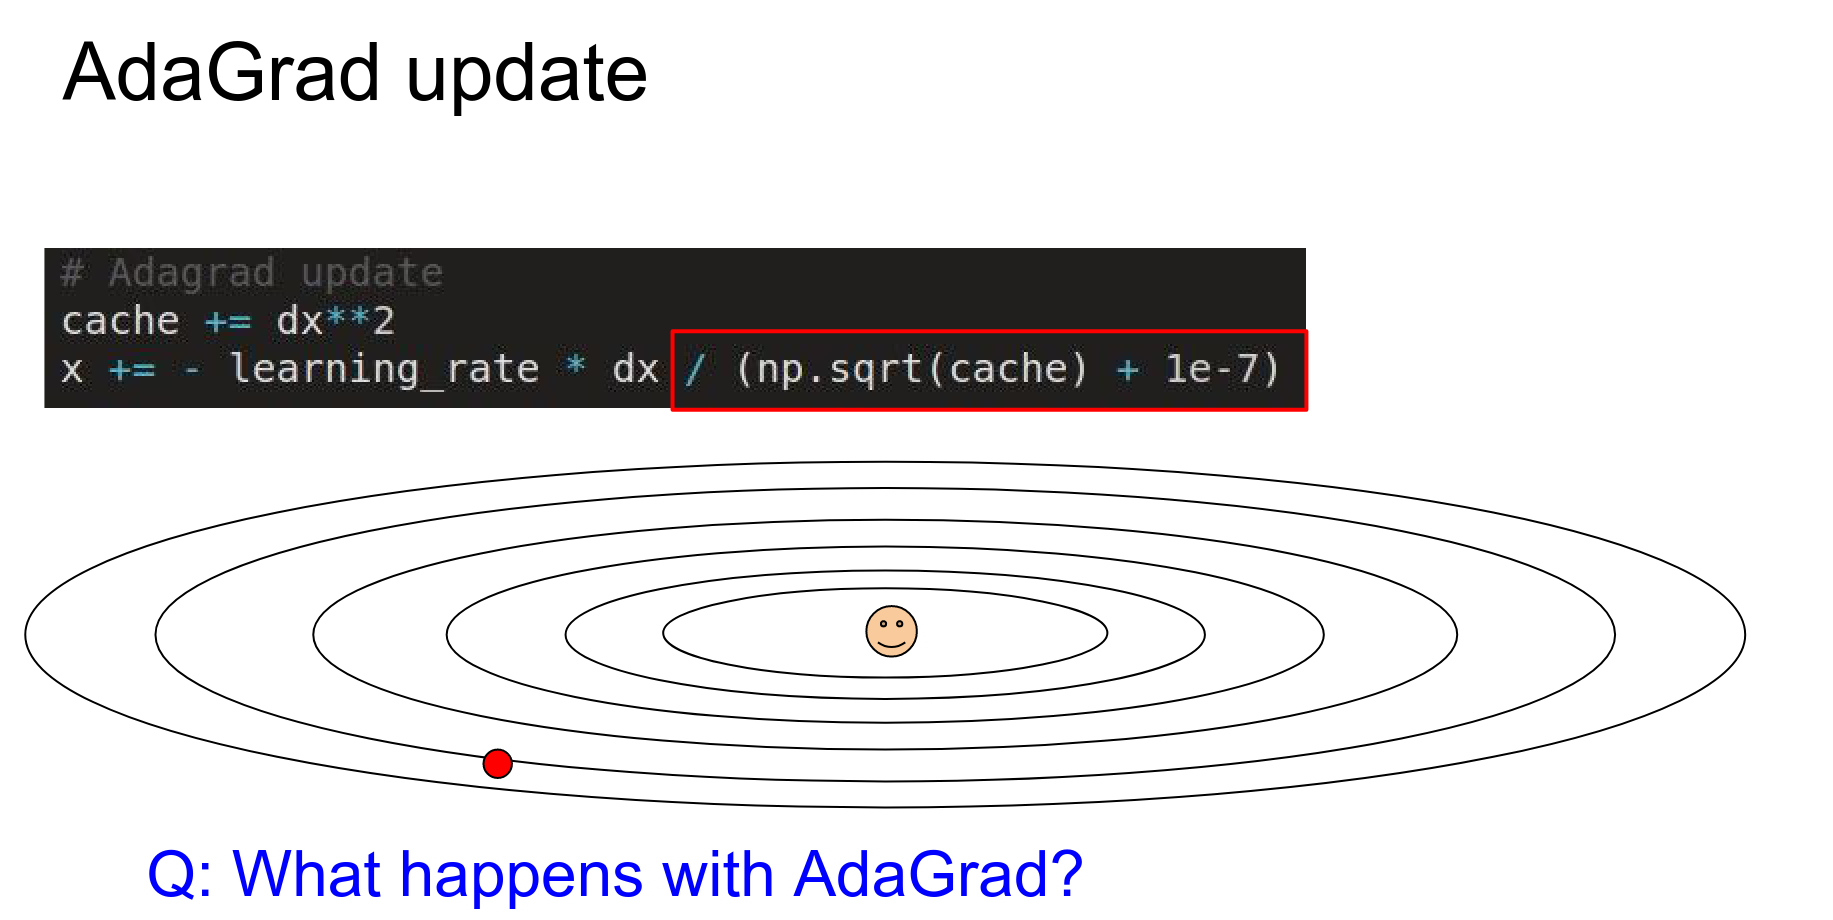 AdaGrad update
# Adagrad update
cache += dx**2
x += - learning_rate * dx / (np.sqrt(cache) + 1e-7)
Q: What happens with AdaGrad?